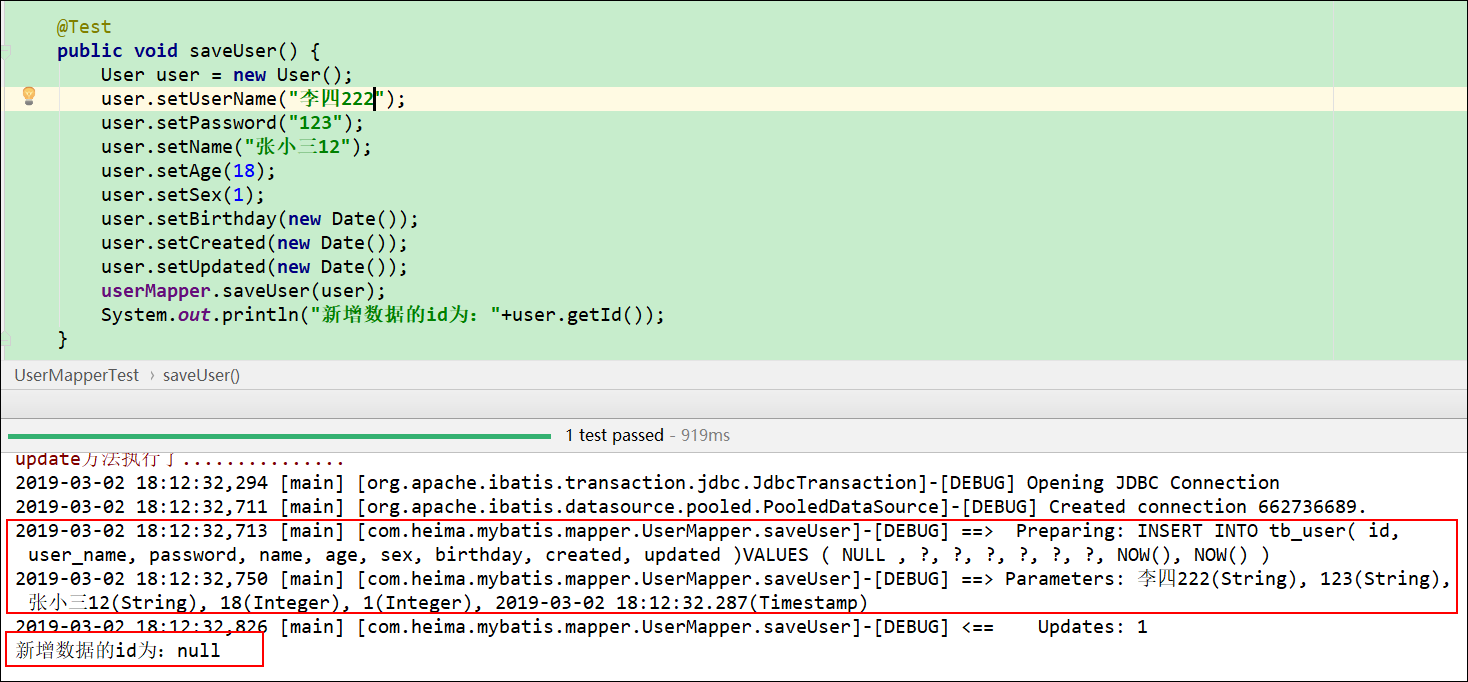 @Test
public void saveUser() {
User user = new User();
user.setUserName("李四222");
user.setPassword("123");
user.setName("张小三12");
user.setAge(18);
user.setSex(1);
user.setBirthday(new Date());
user.setCreated(new Date());
user.setUpdated(new Date());
userMapper.saveUser(user);
System.out.println("新增数据的id为："+user.getId());
}
UserMapperTest › saveUser()
1 test passed - 919ms
update方法执行了...............
2019-03-02 18:12:32,294 [main] [org.apache.ibatis.transaction.jdbc.JdbcTransaction]-[DEBUG] Opening JDBC Connection
2019-03-02 18:12:32,711 [main] [org.apache.ibatis.datasource.pooled.PooledDataSource]-[DEBUG] Created connection 662736689.
2019-03-02 18:12:32,713 [main] [com.heima.mybatis.mapper.UserMapper.saveUser]-[DEBUG] ==>  Preparing: INSERT INTO tb_user( id,
user_name, password, name, age, sex, birthday, created, updated )VALUES ( NULL , ?, ?, ?, ?, ?, ?, NOW(), NOW() )
2019-03-02 18:12:32,750 [main] [com.heima.mybatis.mapper.UserMapper.saveUser]-[DEBUG] ==> Parameters: 李四222(String), 123(String),
张小三12(String), 18(Integer), 1(Integer), 2019-03-02 18:12:32.287(Timestamp)
2019-03-02 18:12:32,826 [main] [com.heima.mybatis.mapper.UserMapper.saveUser]-[DEBUG] <==    Updates: 1
新增数据的id为：null